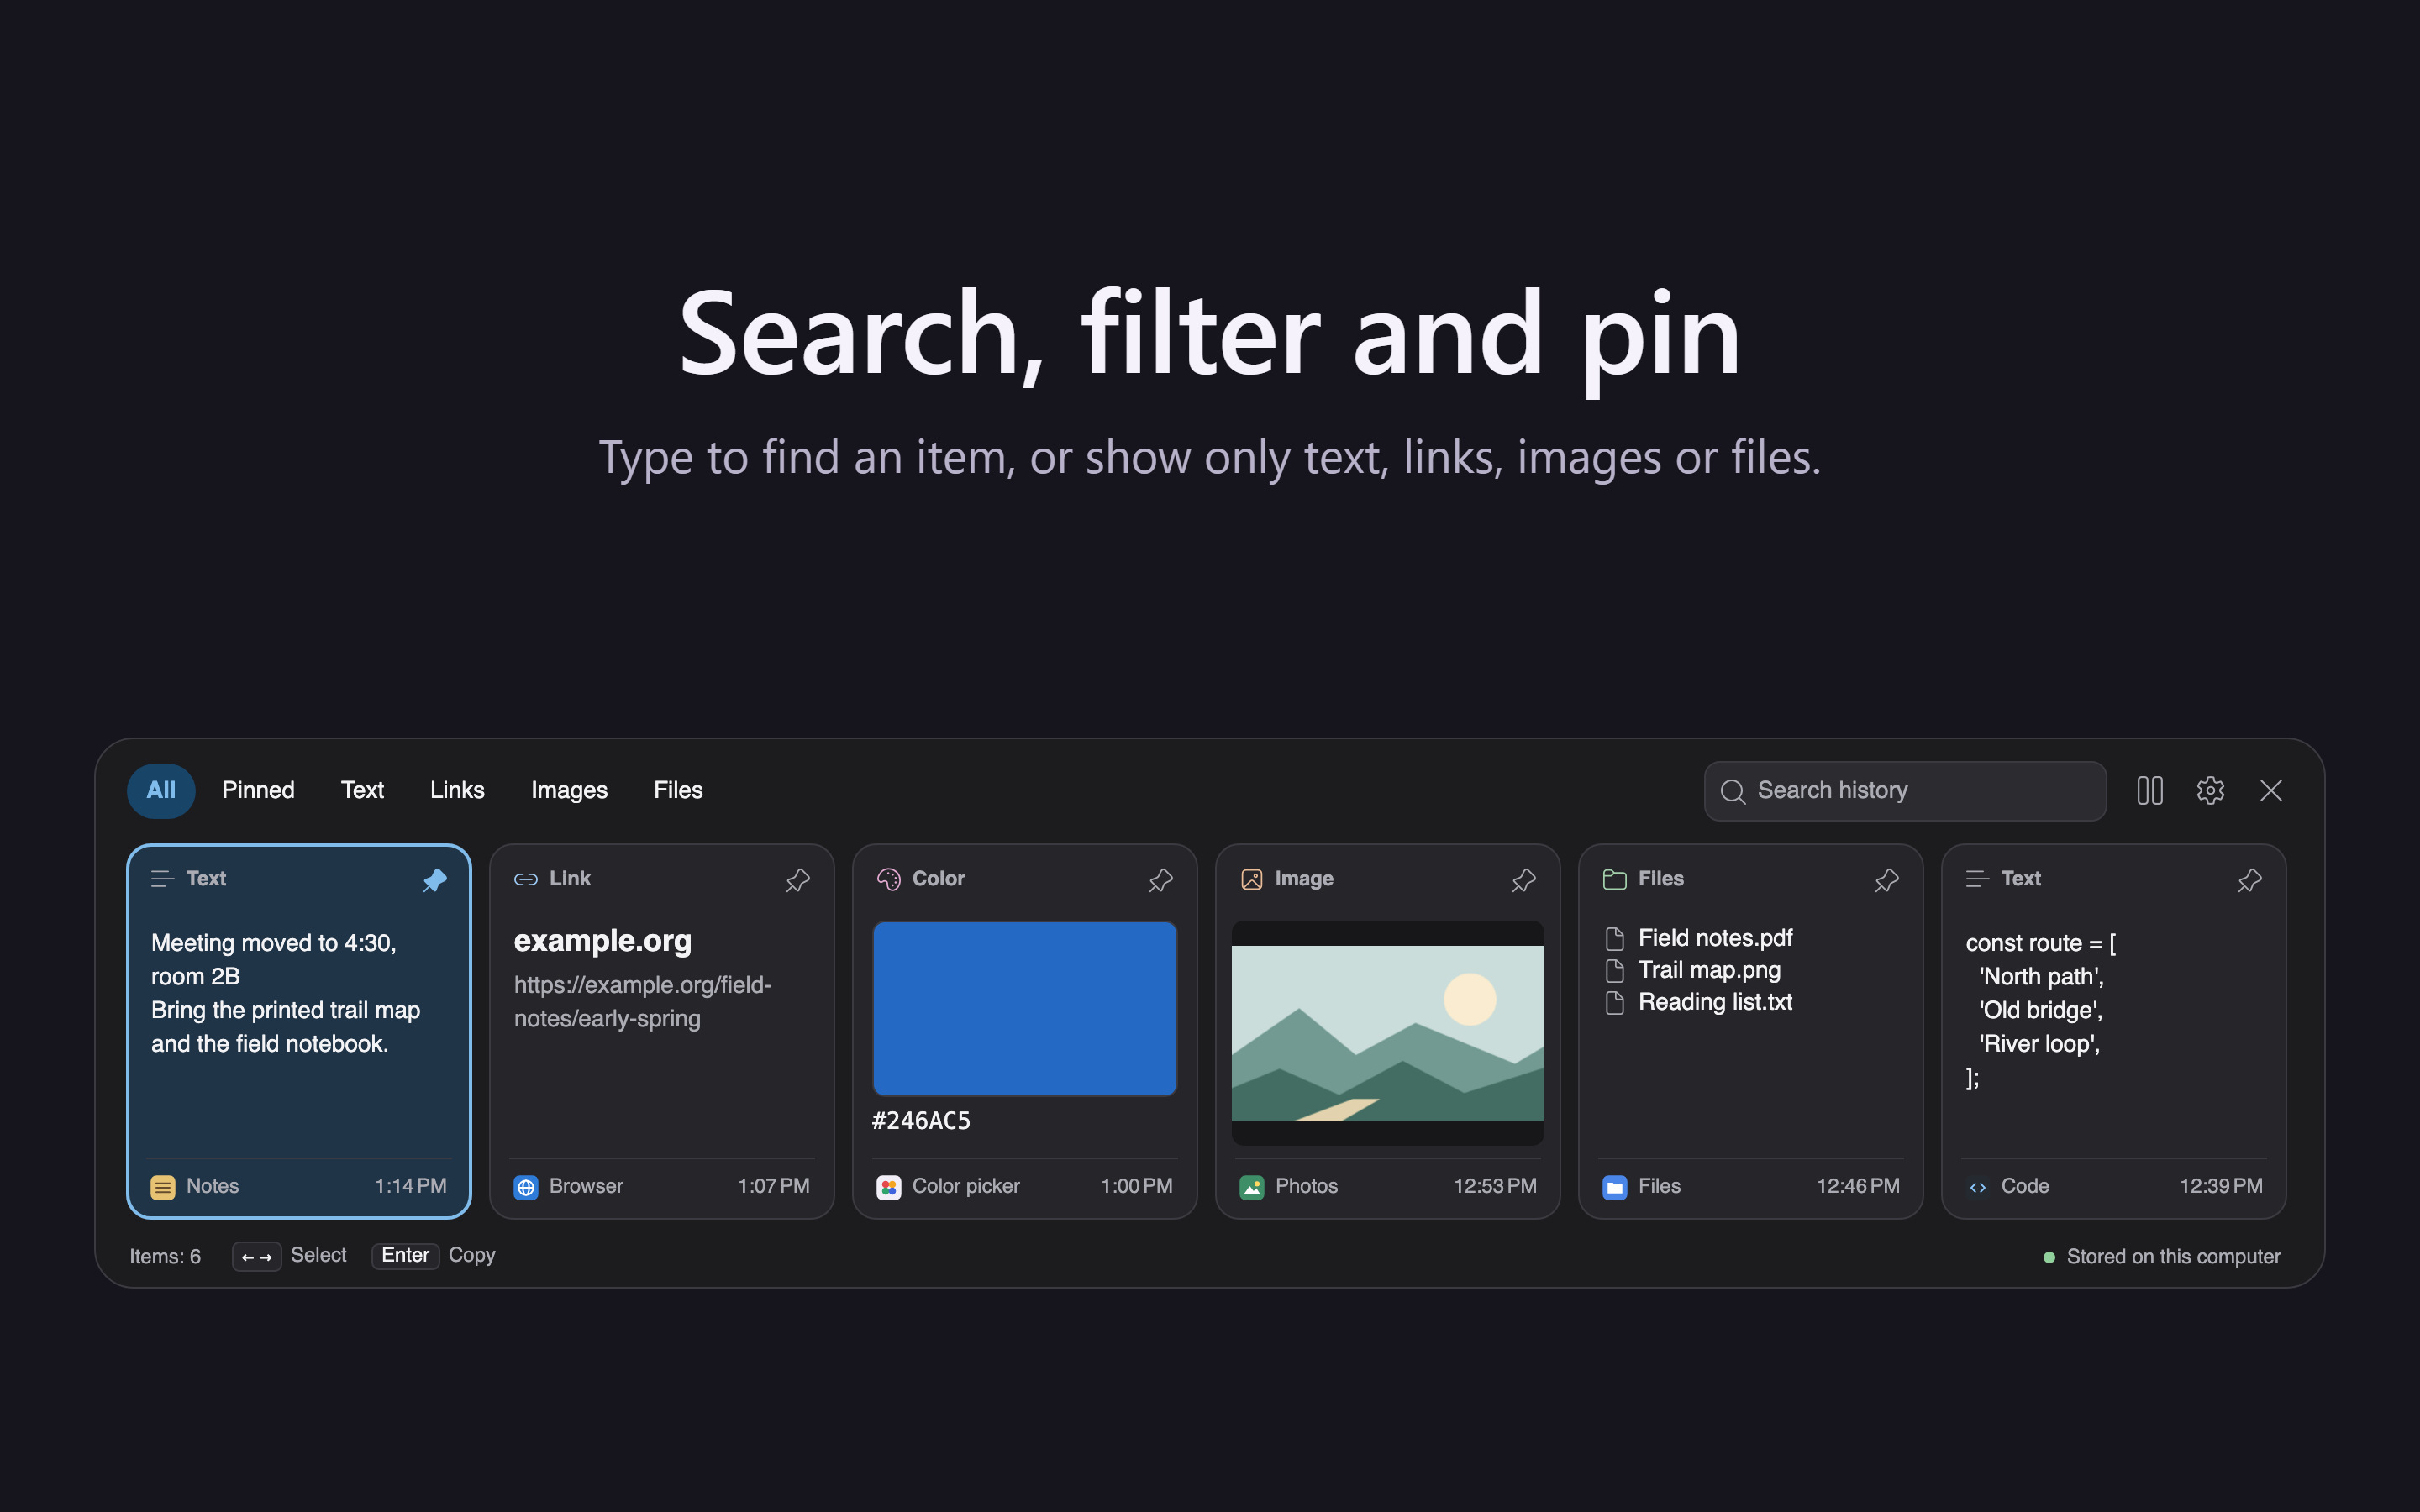 Search, filter and pin
Type to find an item, or show only text, links, images or files.
All
Pinned
Text
Links
Images
Files
Search history
Text
Meeting moved to 4:30,
room 2B
Bring the printed trail map
and the field notebook.
Notes
1:14 PM
Link
example.org
https://example.org/field-
notes/early-spring
Browser
1:07 PM
Color
#246AC5
Color picker
1:00 PM
Image
Photos
12:53 PM
Files
Field notes.pdf
Trail map.png
Reading list.txt
Files
12:46 PM
Text
const route = [
'North path',
'Old bridge',
'River loop',
];
Code
12:39 PM
Items: 6
←→ Select
Enter Copy
Stored on this computer